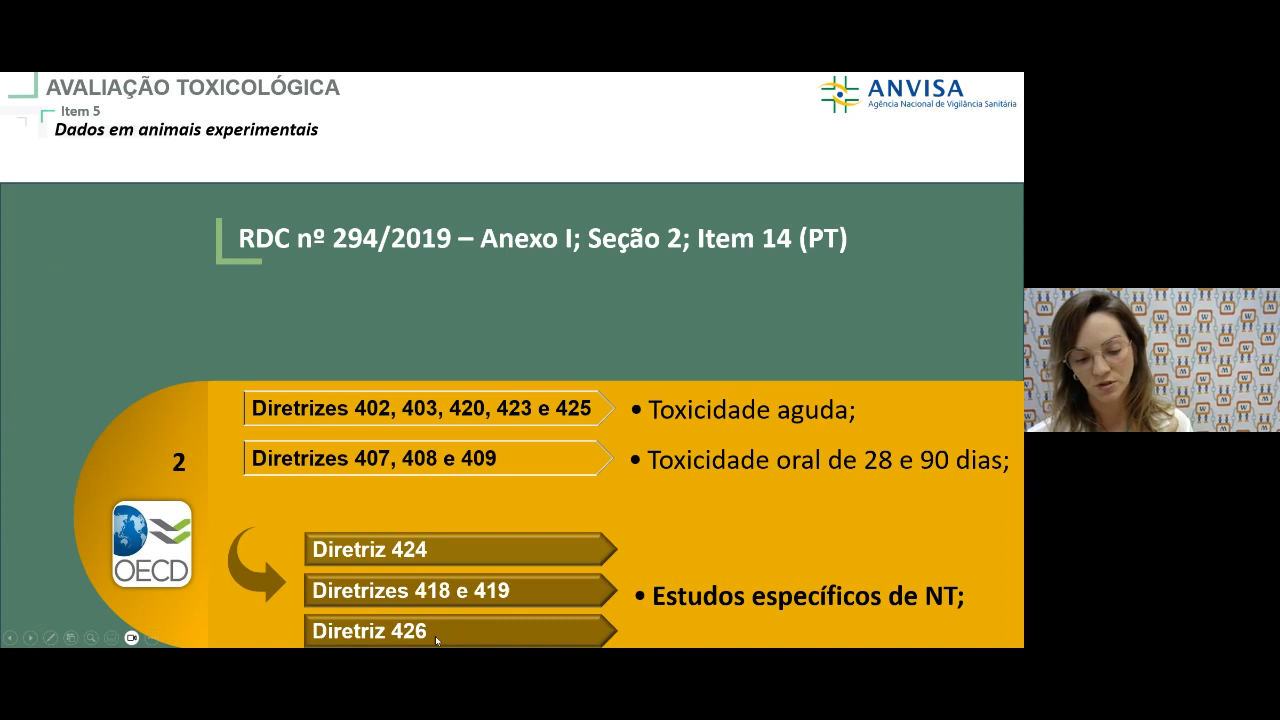 AVALIAÇÃO TOXICOLÓGICA
Item 5
Dados em animais experimentais
ANVISA
Agência Nacional de Vigilância Sanitária
RDC nº 294/2019 – Anexo I; Seção 2; Item 14 (PT)
Diretrizes 402, 403, 420, 423 e 425
• Toxicidade aguda;
2
Diretrizes 407, 408 e 409
• Toxicidade oral de 28 e 90 dias;
OECD
Diretriz 424
Diretrizes 418 e 419
• Estudos específicos de NT;
Diretriz 426